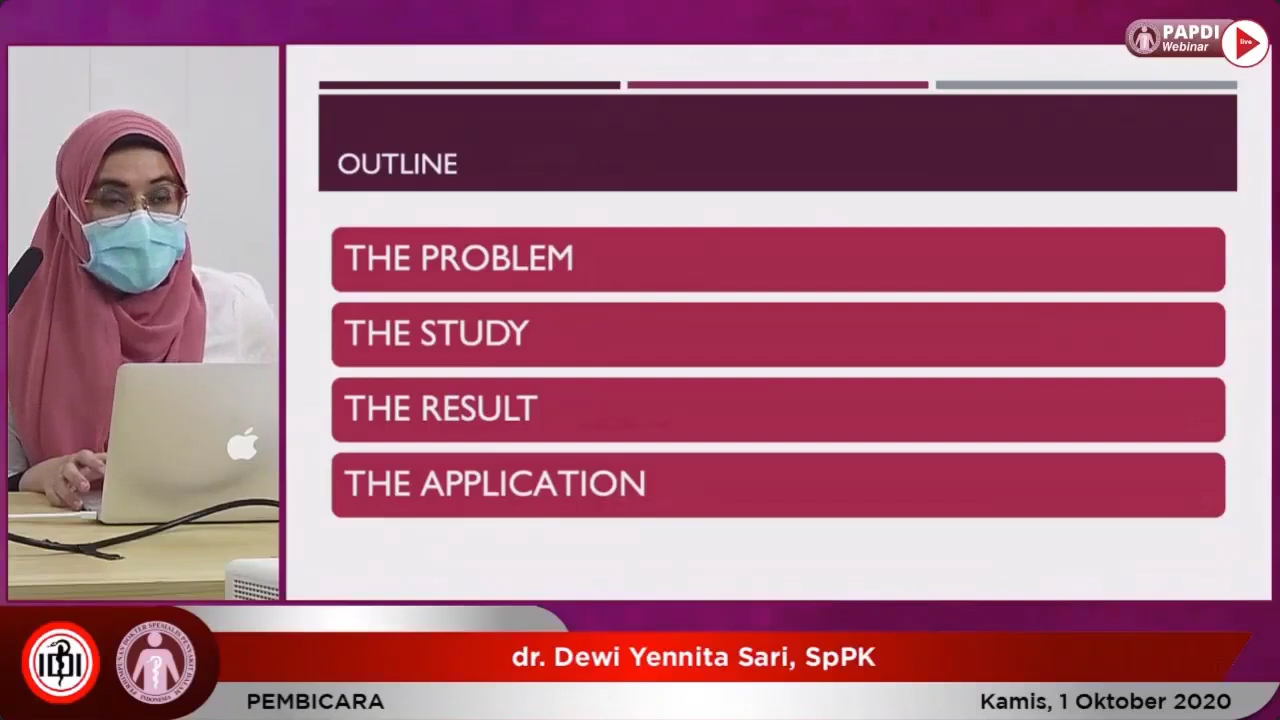 PAPDI
Webinar
live
OUTLINE
THE PROBLEM
THE STUDY
THE RESULT
THE APPLICATION
IDI
dr. Dewi Yennita Sari, SpPK
PEMBICARA
Kamis, 1 Oktober 2020